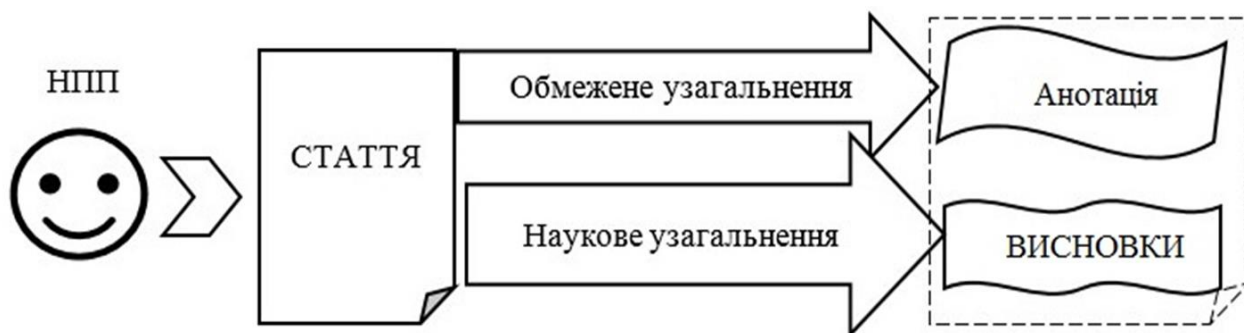 НПП
СТАТТЯ
Обмежене узагальнення
Анотація
Наукове узагальнення
ВИСНОВКИ